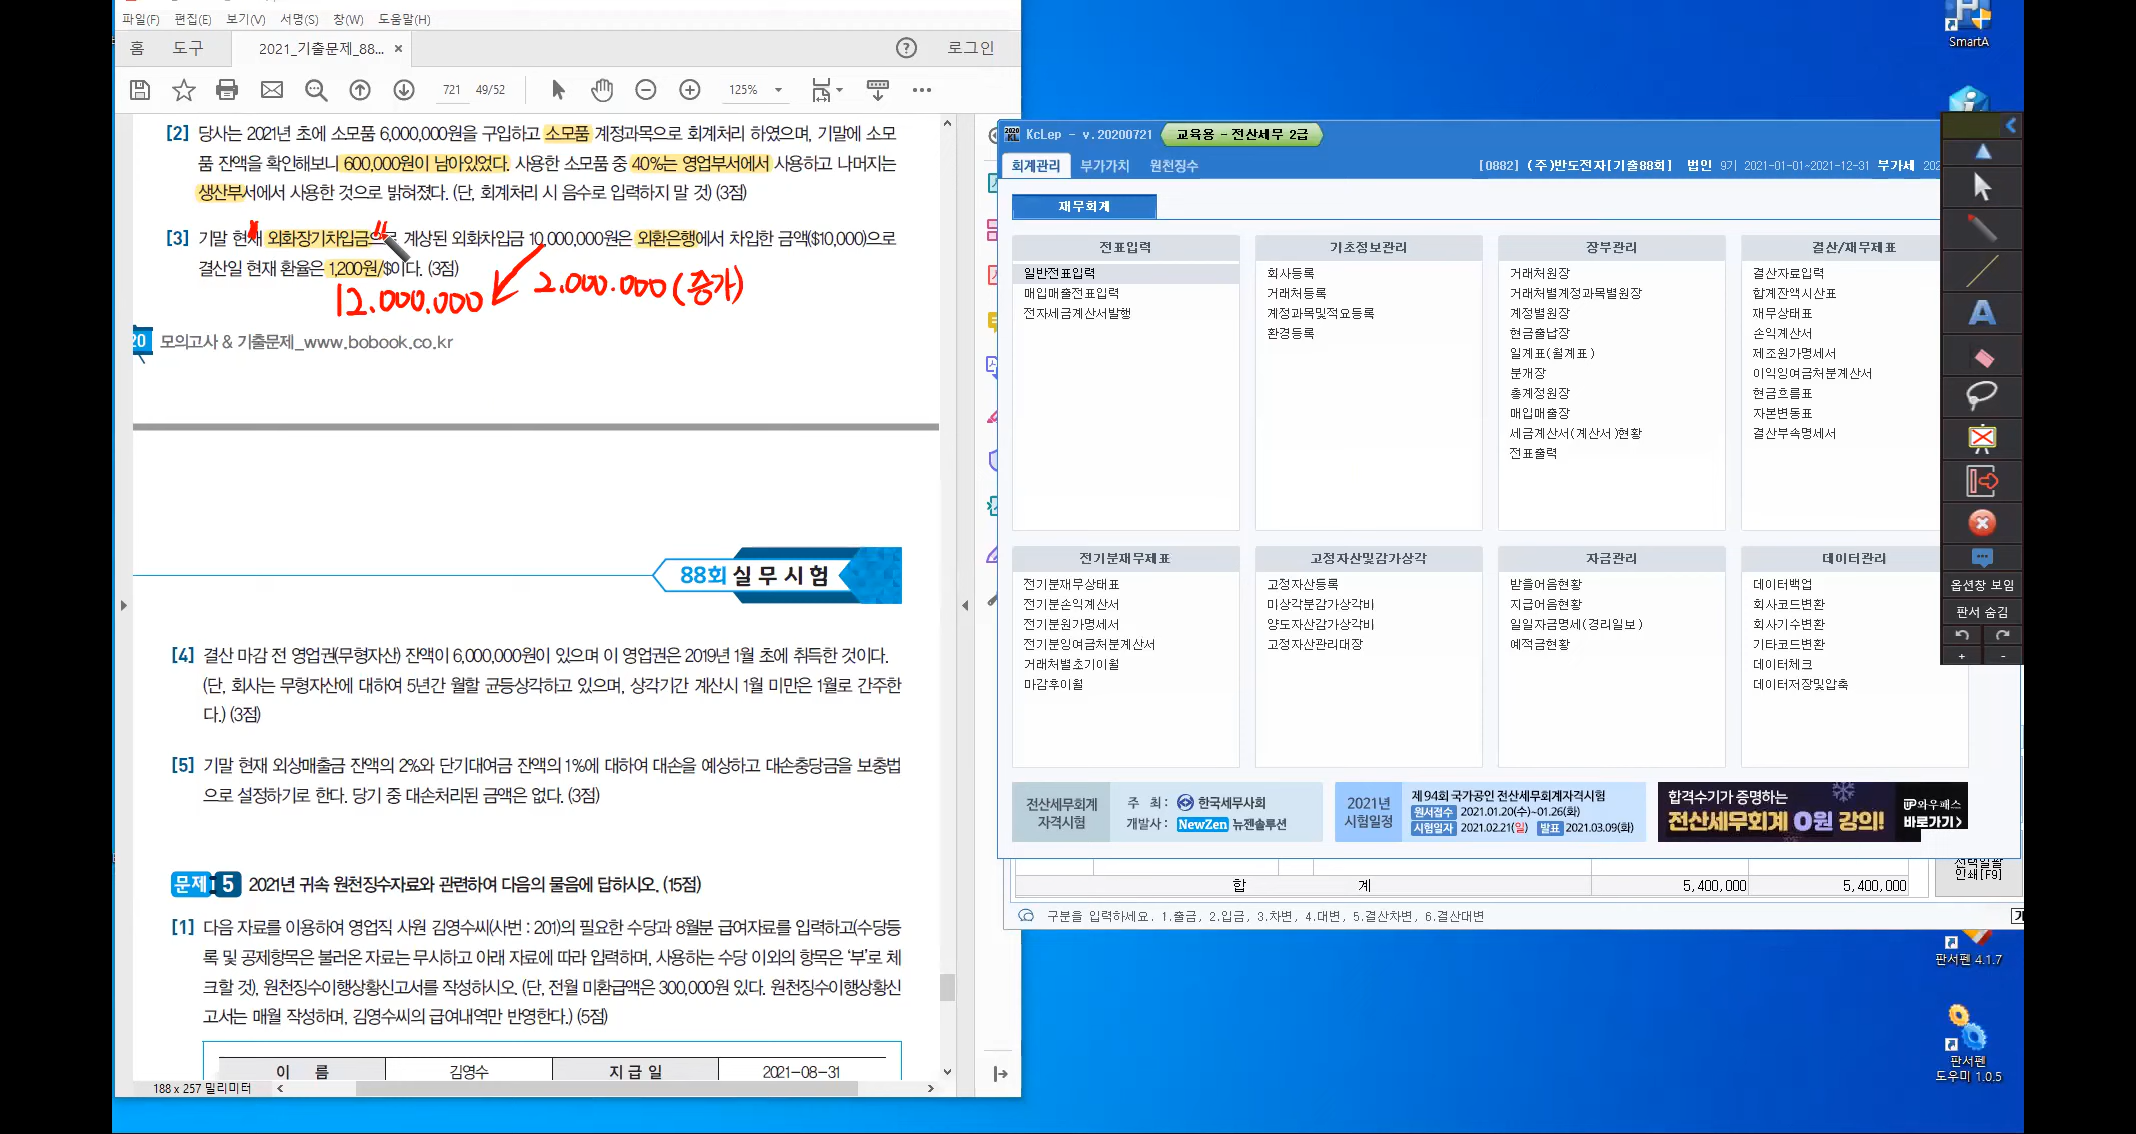 파일(F) 편집(E) 보기(V) 서명(S) 창(W) 도움말(H)
홈 도구 2021_기출문제_88... × ? 로그인
721 49/52 125%
[2] 당사는 2021년 초에 소모품 6,000,000원을 구입하고 소모품 계정과목으로 회계처리 하였으며, 기말에 소모
품 잔액을 확인해보니 600,000원이 남아있었다. 사용한 소모품 중 40%는 영업부서에서 사용하고 나머지는
생산부서에서 사용한 것으로 밝혀졌다. (단, 회계처리 시 음수로 입력하지 말 것) (3점)
[3] 기말 현재 외화장기차입금으로 계상된 외화차입금 10,000,000원은 외환은행에서 차입한 금액($10,000)으로
결산일 현재 환율은 1,200원/$이다. (3점)
12.000.000 2.000.000 (증가)
20 모의고사 & 기출문제_www.bobook.co.kr
88회 실무시험
[4] 결산 마감 전 영업권(무형자산) 잔액이 6,000,000원이 있으며 이 영업권은 2019년 1월 초에 취득한 것이다.
(단, 회사는 무형자산에 대하여 5년간 월할 균등상각하고 있으며, 상각기간 계산시 1월 미만은 1월로 간주한
다.) (3점)
[5] 기말 현재 외상매출금 잔액의 2%와 단기대여금 잔액의 1%에 대하여 대손을 예상하고 대손충당금을 보충법
으로 설정하기로 한다. 당기 중 대손처리된 금액은 없다. (3점)
문제 5 2021년 귀속 원천징수자료와 관련하여 다음의 물음에 답하시오. (15점)
[1] 다음 자료를 이용하여 영업직 사원 김영수씨(사번 : 201)의 필요한 수당과 8월분 급여자료를 입력하고(수당등
록 및 공제항목은 불러온 자료는 무시하고 아래 자료에 따라 입력하며, 사용하는 수당 이외의 항목은 '부'로 체
크할 것), 원천징수이행상황신고서를 작성하시오. (단, 전월 미환급액은 300,000원 있다. 원천징수이행상황신
고서는 매월 작성하며, 김영수씨의 급여내역만 반영한다.) (5점)
이 름 김영수 지 급 일 2021-08-31
188 x 257 밀리미터
SmartA
2020 KL KcLep - v.20200721 교육용 - 전산세무 2급
회계관리 부가가치 원천징수 [0882] (주)반도전자[기출88회] 법인 9기 2021-01-01~2021-12-31 부가세 202
재무회계
전표입력
일반전표입력
매입매출전표입력
전자세금계산서발행
기초정보관리
회사등록
거래처등록
계정과목및적요등록
환경등록
장부관리
거래처원장
거래처별계정과목별원장
계정별원장
현금출납장
일계표(월계표)
분개장
총계정원장
매입매출장
세금계산서(계산서)현황
전표출력
결산/재무제표
결산자료입력
합계잔액시산표
재무상태표
손익계산서
제조원가명세서
이익잉여금처분계산서
현금흐름표
자본변동표
결산부속명세서
전기분재무제표
전기분재무상태표
전기분손익계산서
전기분원가명세서
전기분잉여금처분계산서
거래처별초기이월
마감후이월
고정자산및감가상각
고정자산등록
미상각분감가상각비
양도자산감가상각비
고정자산관리대장
자금관리
받을어음현황
지급어음현황
일일자금명세(경리일보)
예적금현황
데이터관리
데이터백업
회사코드변환
회사기수변환
기타코드변환
데이터체크
데이터저장및압축
전산세무회계
자격시험
주 최 : 한국세무사회
개발사 : NewZen 뉴젠솔루션
2021년
시험일정
제 94회 국가공인 전산세무회계자격시험
원서접수 2021.01.20(수)~01.26(화)
시험일자 2021.02.21(일) 발표 2021.03.09(화)
합격수기가 증명하는
전산세무회계 0원 강의!
와우패스
바로가기>
합 계 5,400,000 5,400,000
선택일괄
인쇄[F9]
구분을 입력하세요. 1.출금, 2.입금, 3.차변, 4.대변, 5.결산차변, 6.결산대변
A
옵션창 보임
판서 숨김
+ -
판서펜 4.1.7
판서펜
도우미 1.0.5